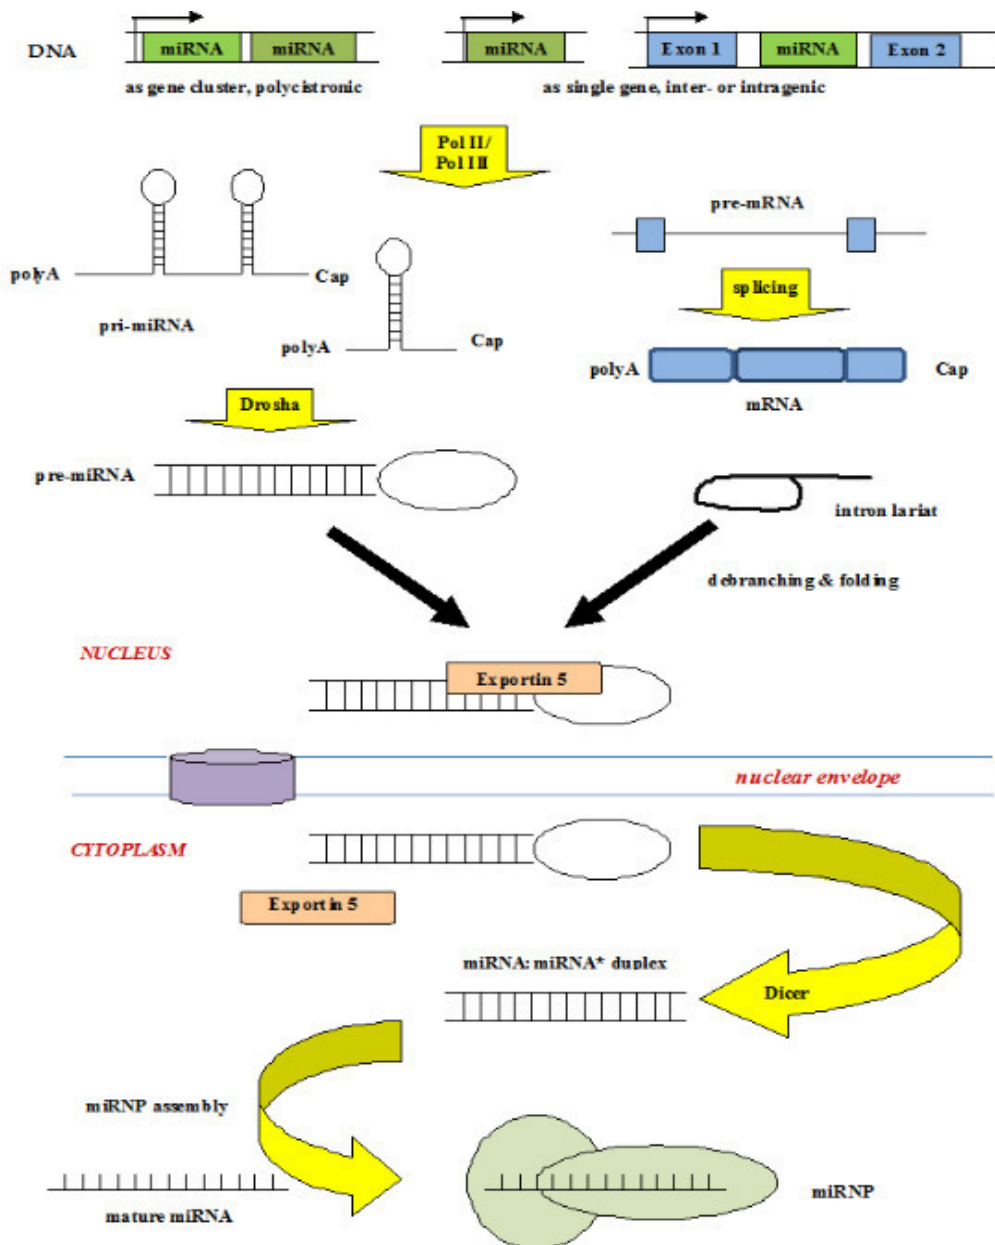 DNA
miRNA miRNA
miRNA
Exon 1 miRNA Exon 2
as gene cluster, polycistronic
as single gene, inter- or intragenic
Pol II/
Pol III
pre-mRNA
polyA Cap
splicing
pri-miRNA
polyA Cap
polyA Cap
mRNA
Drosha
pre-miRNA
intron lariat
debranching & folding
NUCLEUS
Exportin 5
nuclear envelope
CYTOPLASM
Exportin 5
miRNA: miRNA* duplex
Dicer
miRNP assembly
miRNP
mature miRNA